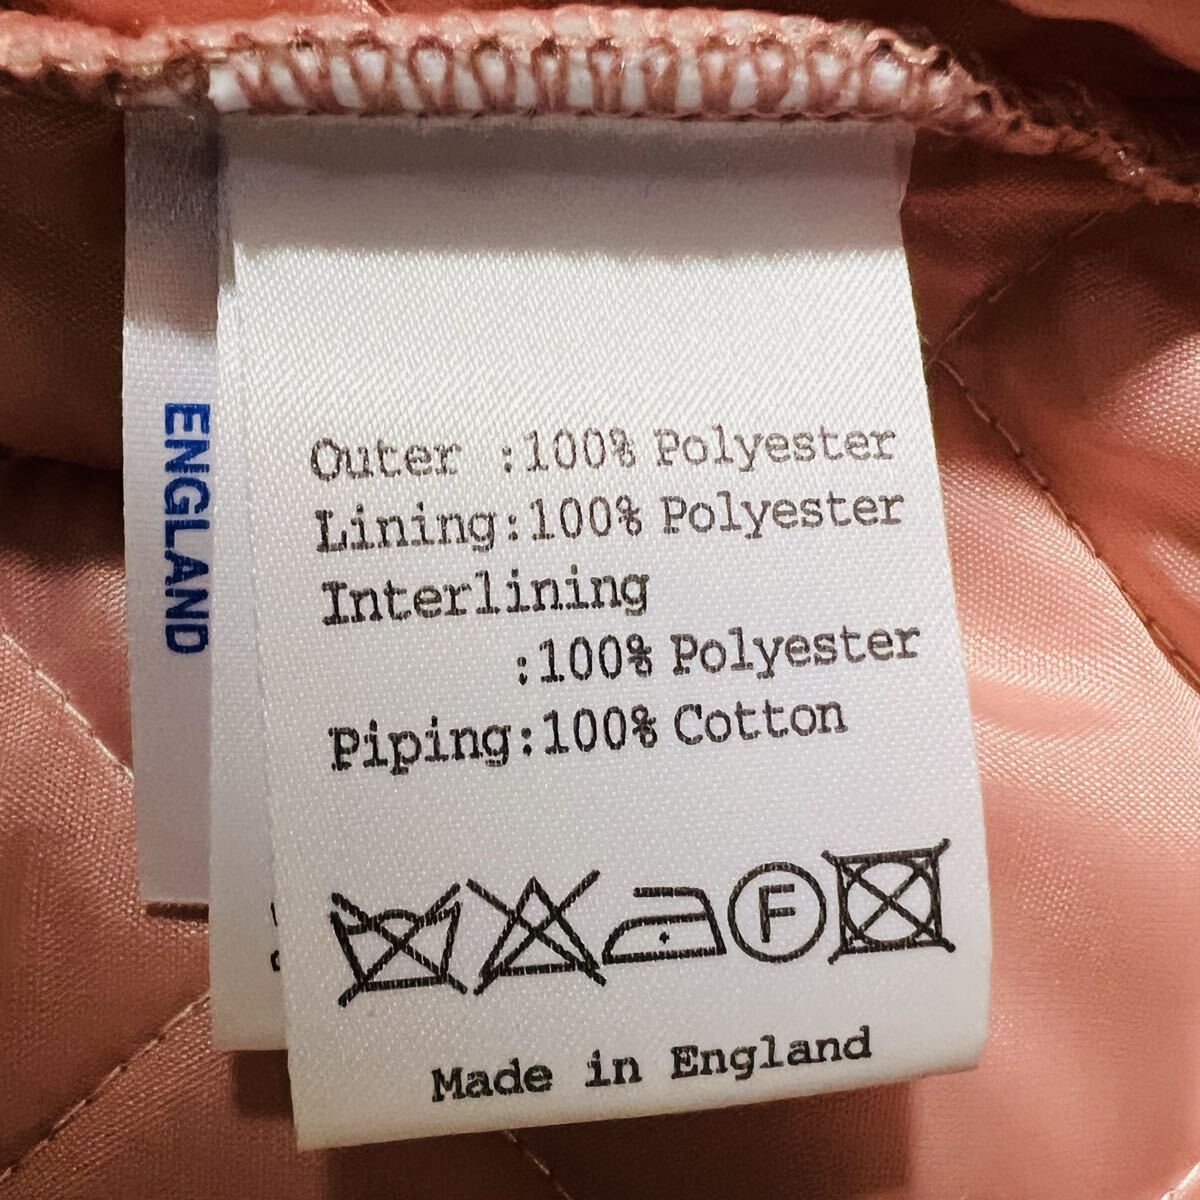 ENGLAND
Outer :100% Polyester
Lining:100% Polyester
Interlining
:100% Polyester
Piping:100% Cotton
F
Made in England